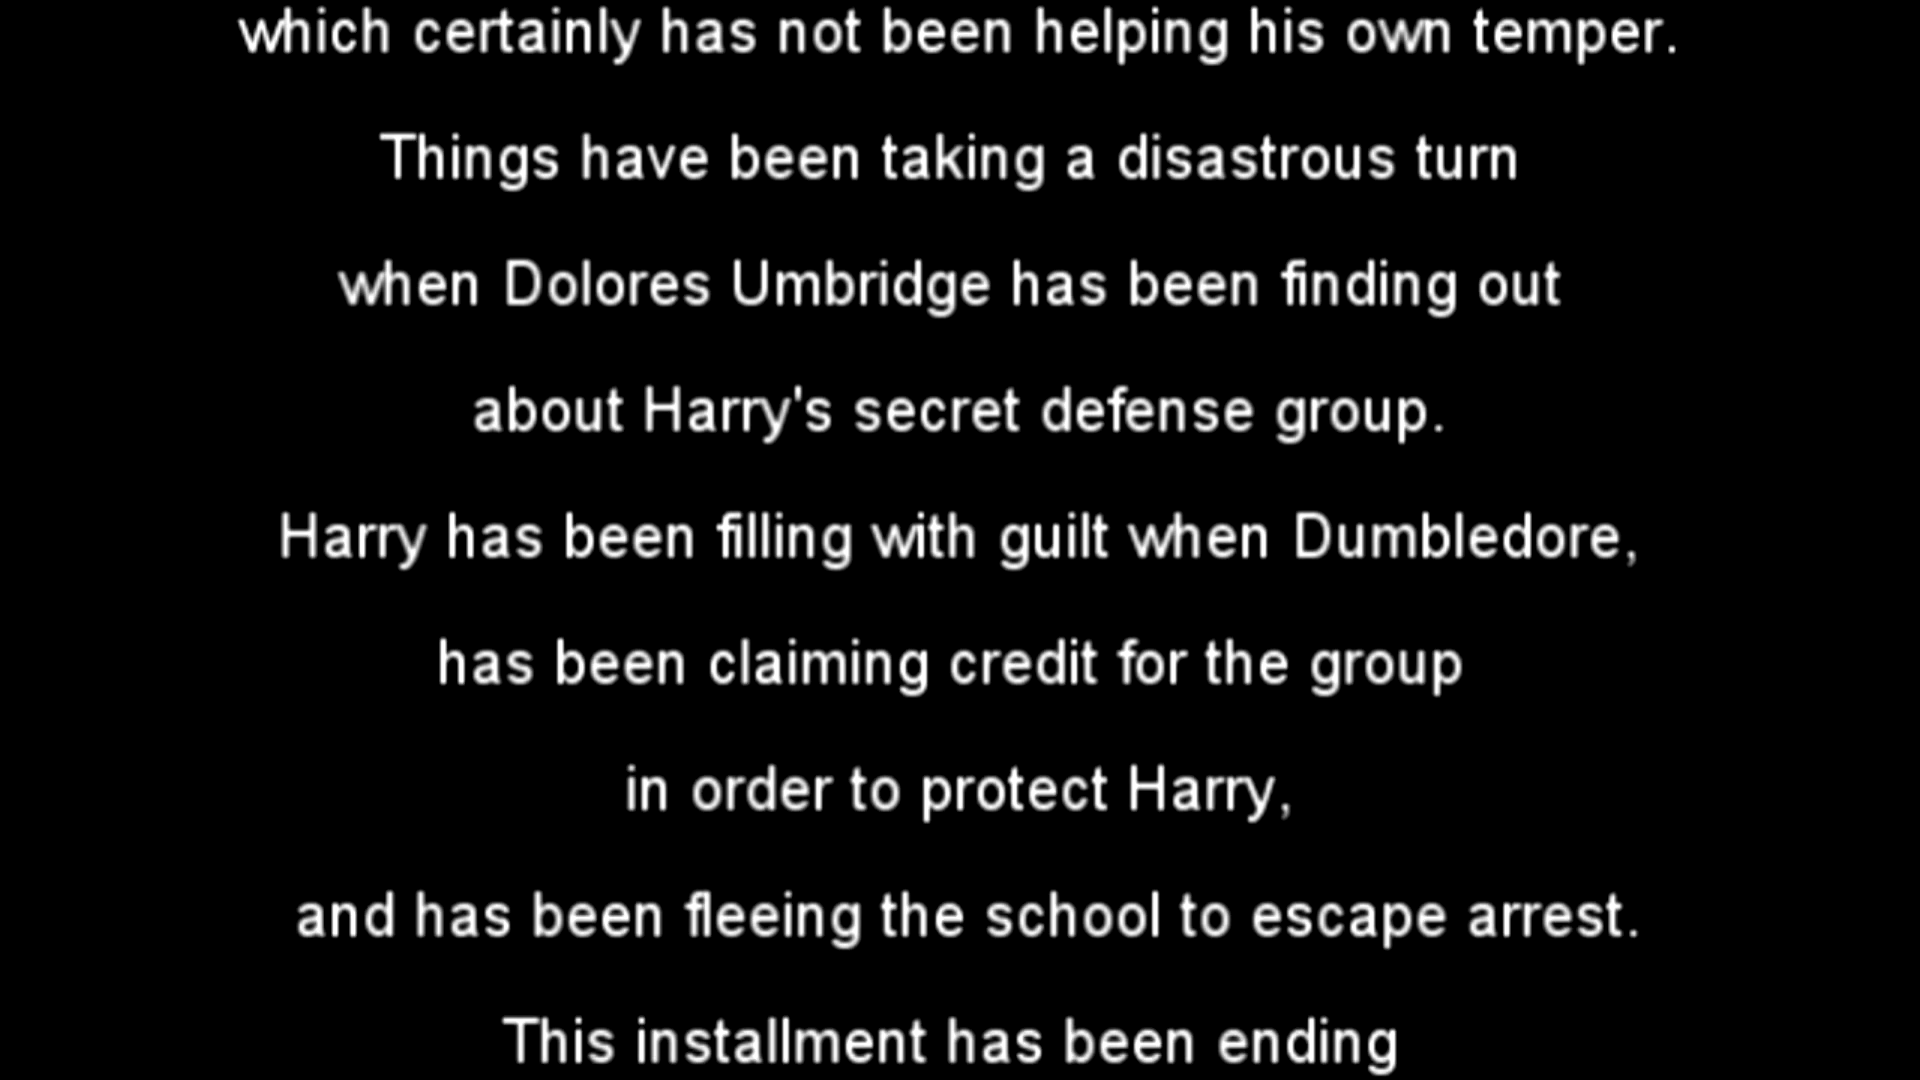 which certainly has not been helping his own temper.
Things have been taking a disastrous turn
when Dolores Umbridge has been finding out
about Harry's secret defense group.
Harry has been filling with guilt when Dumbledore,
has been claiming credit for the group
in order to protect Harry,
and has been fleeing the school to escape arrest.
This installment has been ending